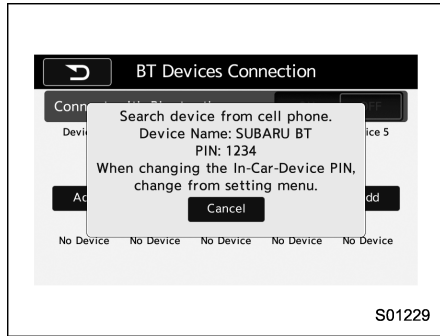 BT Devices Connection
Search device from cell phone.
Device Name: SUBARU BT
PIN: 1234
When changing the In-Car-Device PIN,
change from setting menu.
Cancel
No Device No Device No Device No Device No Device
S01229